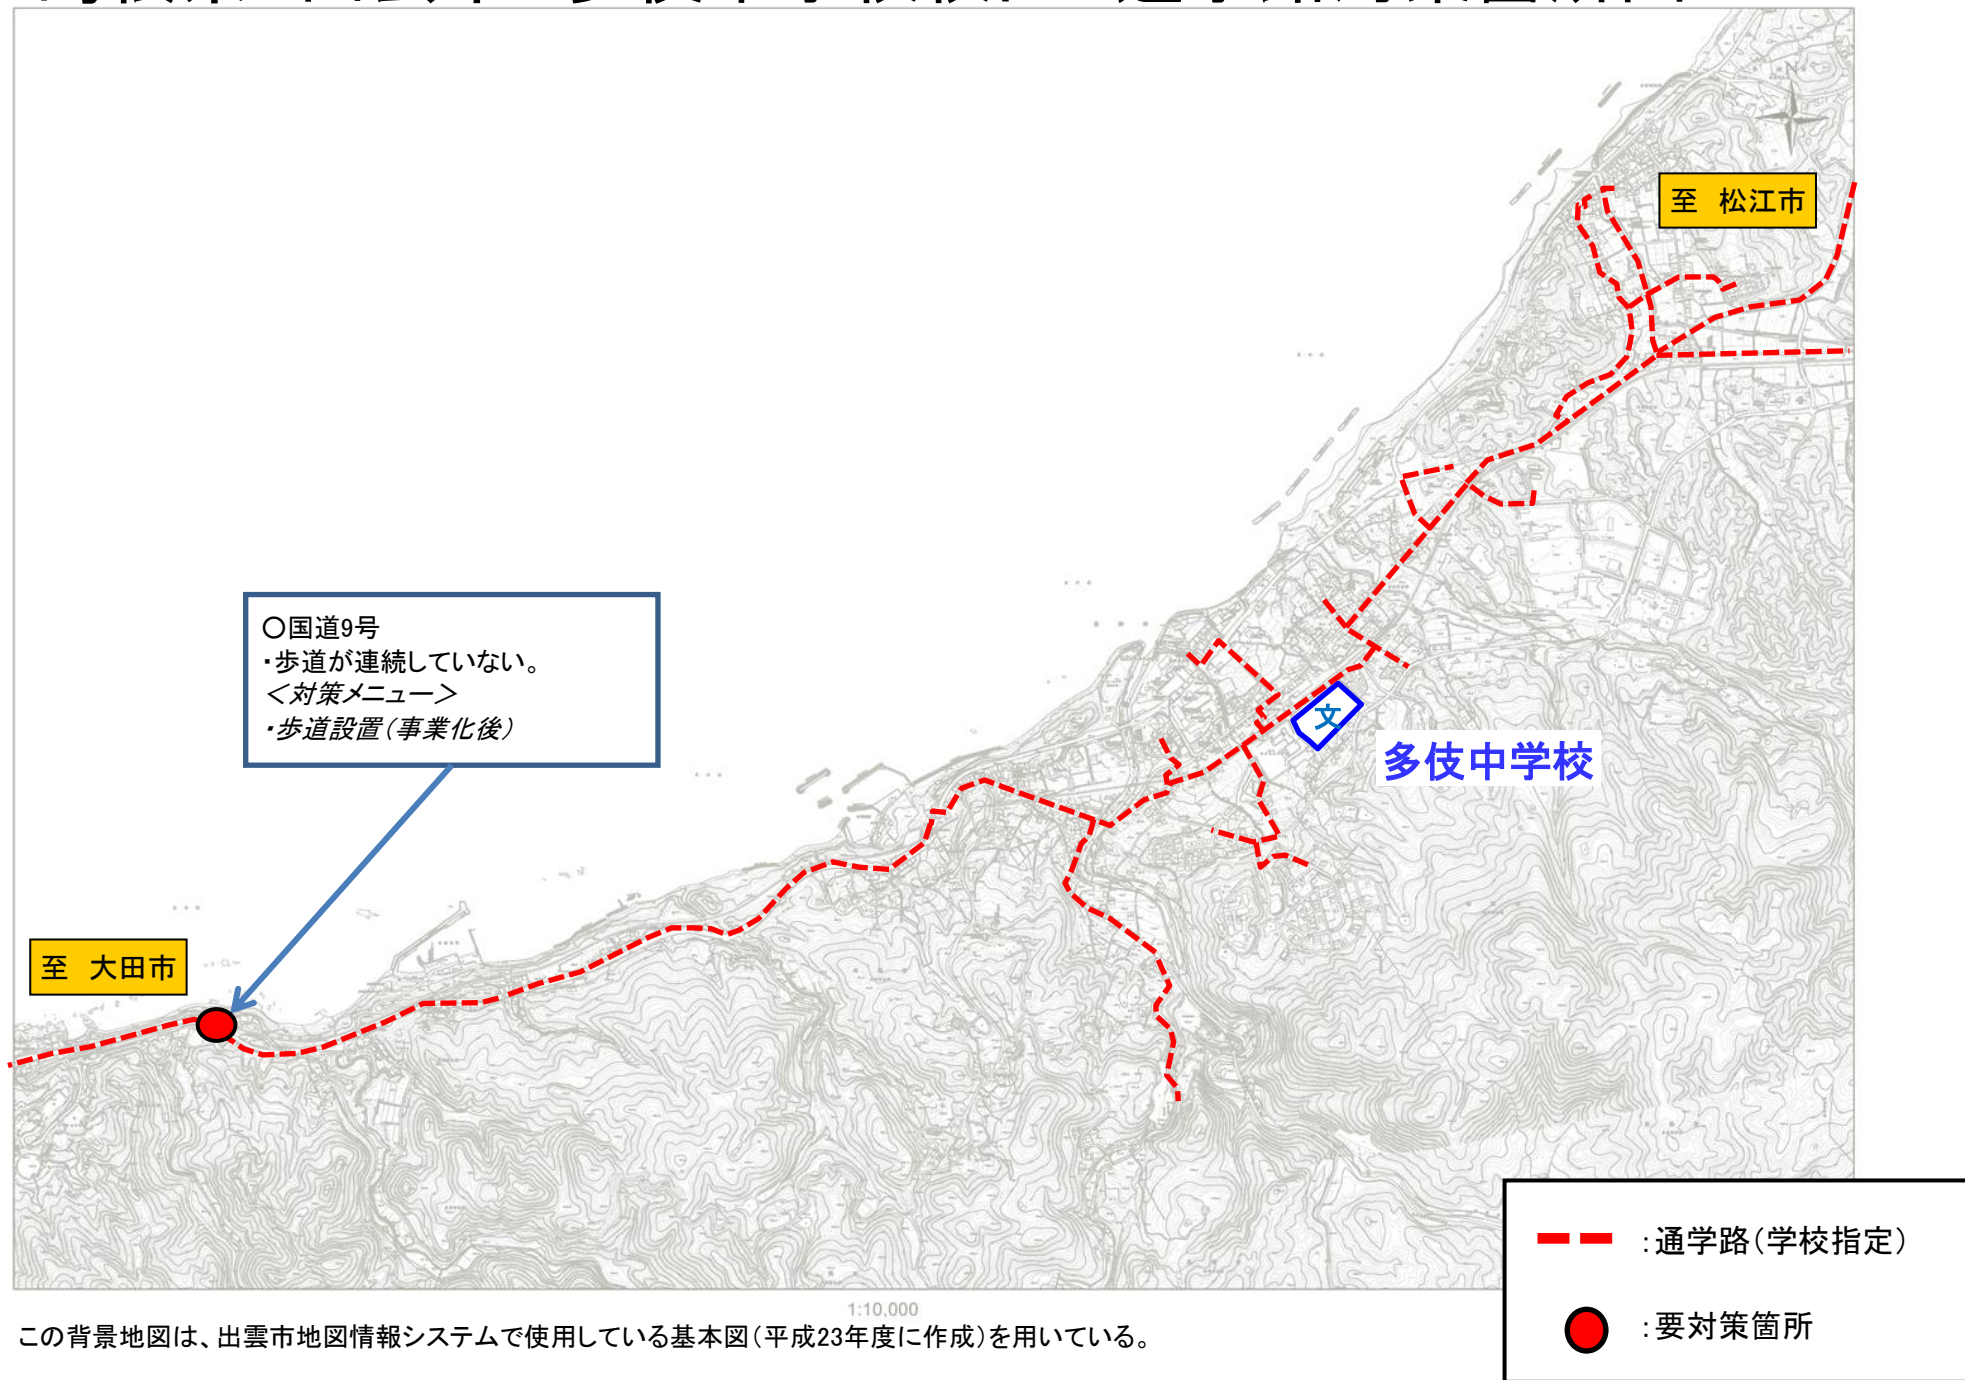 至 松江市
○国道9号
・歩道が連続していない。
＜対策メニュー＞
・歩道設置（事業化後）
文
多伎中学校
至 大田市
：通学路（学校指定）
：要対策箇所
1:10,000
この背景地図は、出雲市地図情報システムで使用している基本図（平成23年度に作成）を用いている。